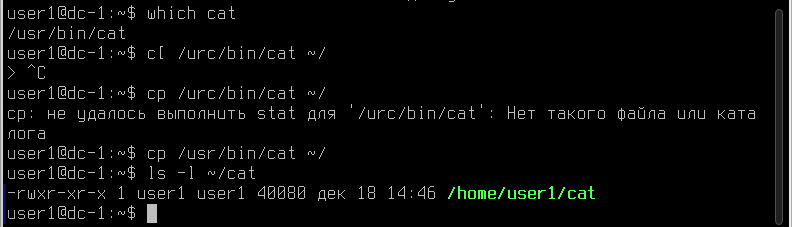 user1@dc-1:~$ which cat
/usr/bin/cat
user1@dc-1:~$ c[ /urc/bin/cat ~/
> ^C
user1@dc-1:~$ cp /urc/bin/cat ~/
cp: не удалось выполнить stat для '/urc/bin/cat': Нет такого файла или ката
лога
user1@dc-1:~$ cp /usr/bin/cat ~/
user1@dc-1:~$ ls -l ~/cat
-rwxr-xr-x 1 user1 user1 40080 дек 18 14:46 /home/user1/cat
user1@dc-1:~$